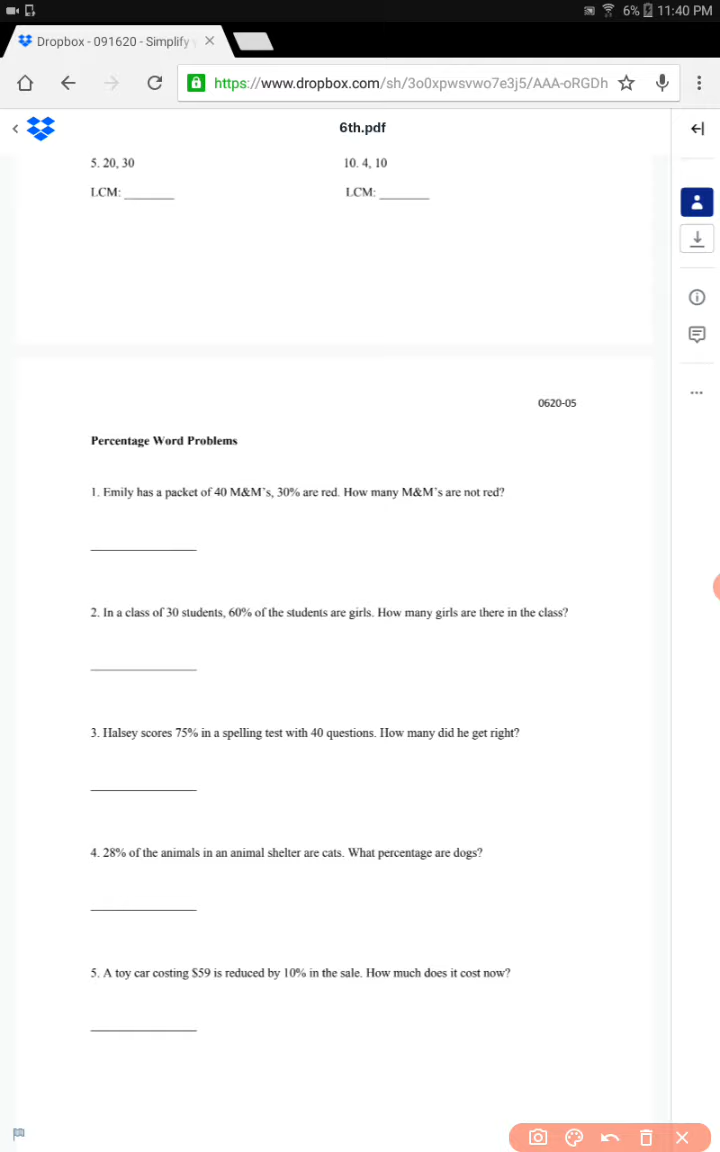 6% 11:40 PM
Dropbox - 091620 - Simplify
https://www.dropbox.com/sh/3o0xpwsvwo7e3j5/AAA-oRGDh
6th.pdf
5. 20, 30 10. 4, 10
LCM: ________ LCM: ________
0620-05
Percentage Word Problems
1. Emily has a packet of 40 M&M's, 30% are red. How many M&M's are not red?
2. In a class of 30 students, 60% of the students are girls. How many girls are there in the class?
3. Halsey scores 75% in a spelling test with 40 questions. How many did he get right?
4. 28% of the animals in an animal shelter are cats. What percentage are dogs?
5. A toy car costing $59 is reduced by 10% in the sale. How much does it cost now?